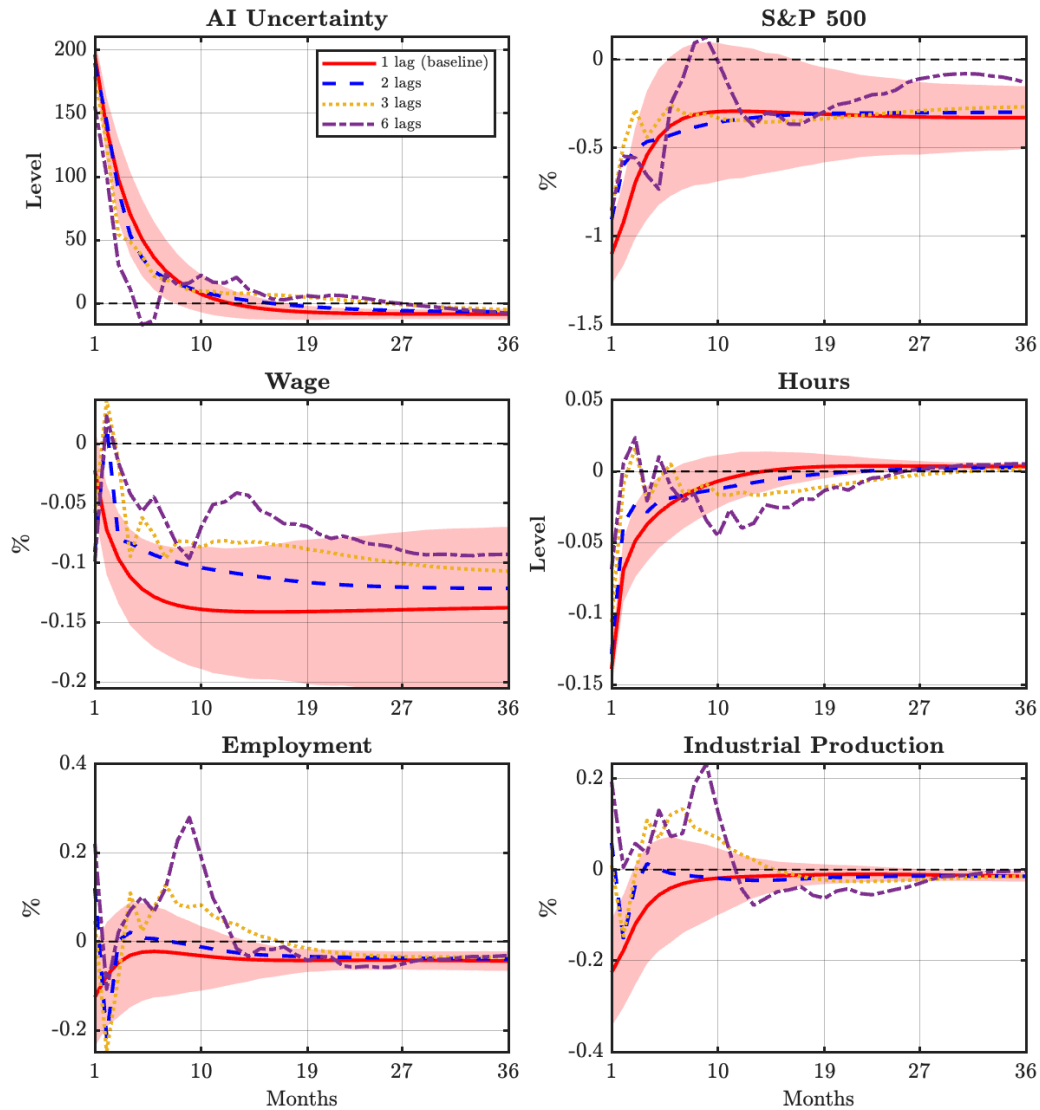 AI Uncertainty
200
150
100
50
0
Level
1 10 19 27 36
1 lag (baseline)
2 lags
3 lags
6 lags
S&P 500
0
-0.5
-1
-1.5
%
1 10 19 27 36
Wage
0
-0.05
-0.1
-0.15
-0.2
%
1 10 19 27 36
Hours
0.05
0
-0.05
-0.1
-0.15
Level
1 10 19 27 36
Employment
0.4
0.2
0
-0.2
%
1 10 19 27 36
Months
Industrial Production
0.2
0
-0.2
-0.4
%
1 10 19 27 36
Months